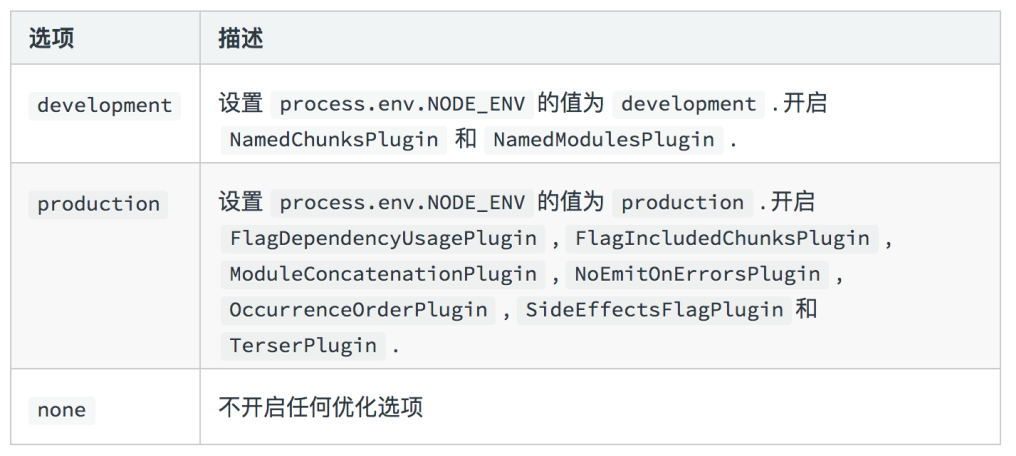 选项 描述
development 设置 process.env.NODE_ENV 的值为 development .开启
NamedChunksPlugin 和 NamedModulesPlugin .
production 设置 process.env.NODE_ENV 的值为 production .开启
FlagDependencyUsagePlugin , FlagIncludedChunksPlugin ,
ModuleConcatenationPlugin , NoEmitOnErrorsPlugin ,
OccurrenceOrderPlugin , SideEffectsFlagPlugin 和
TerserPlugin .
none 不开启任何优化选项